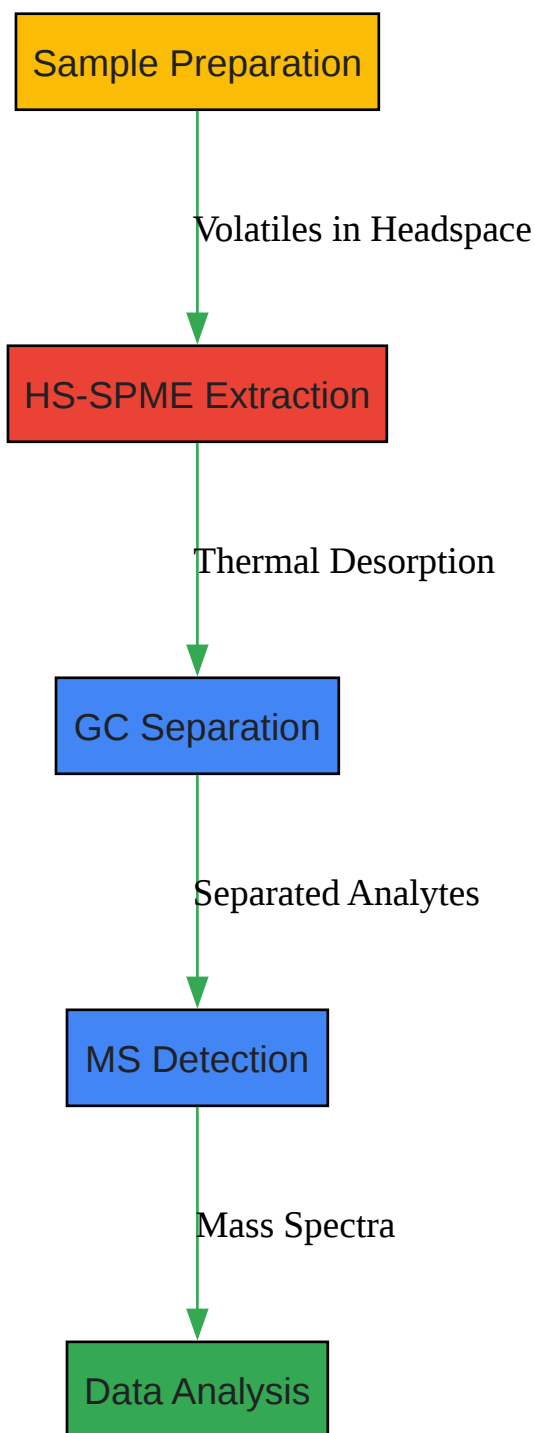 Sample Preparation
Volatiles in Headspace
HS-SPME Extraction
Thermal Desorption
GC Separation
Separated Analytes
MS Detection
Mass Spectra
Data Analysis